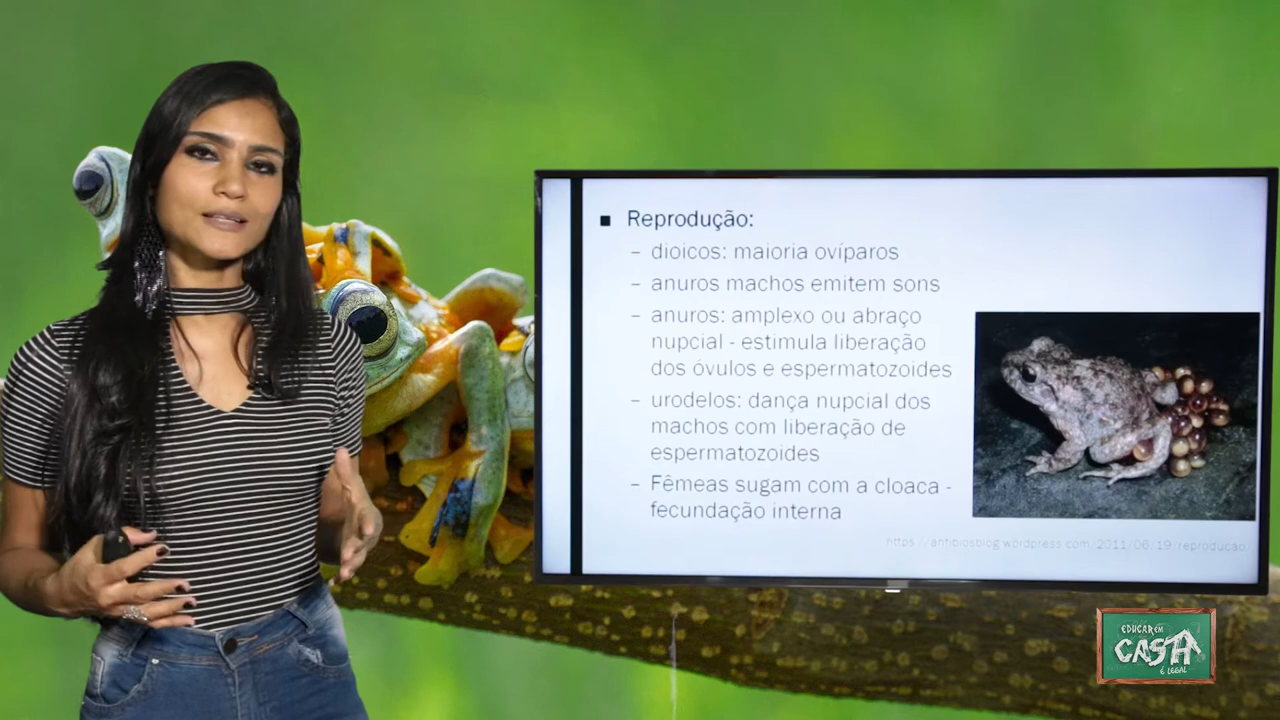 ■ Reprodução:
– dioicos: maioria ovíparos
– anuros machos emitem sons
– anuros: amplexo ou abraço
nupcial - estimula liberação
dos óvulos e espermatozoides
– urodelos: dança nupcial dos
machos com liberação de
espermatozoides
– Fêmeas sugam com a cloaca -
fecundação interna
https://anfibiosblog.wordpress.com/2011/06/19/reproducao/
EDUCAR EM
CASA
É LEGAL